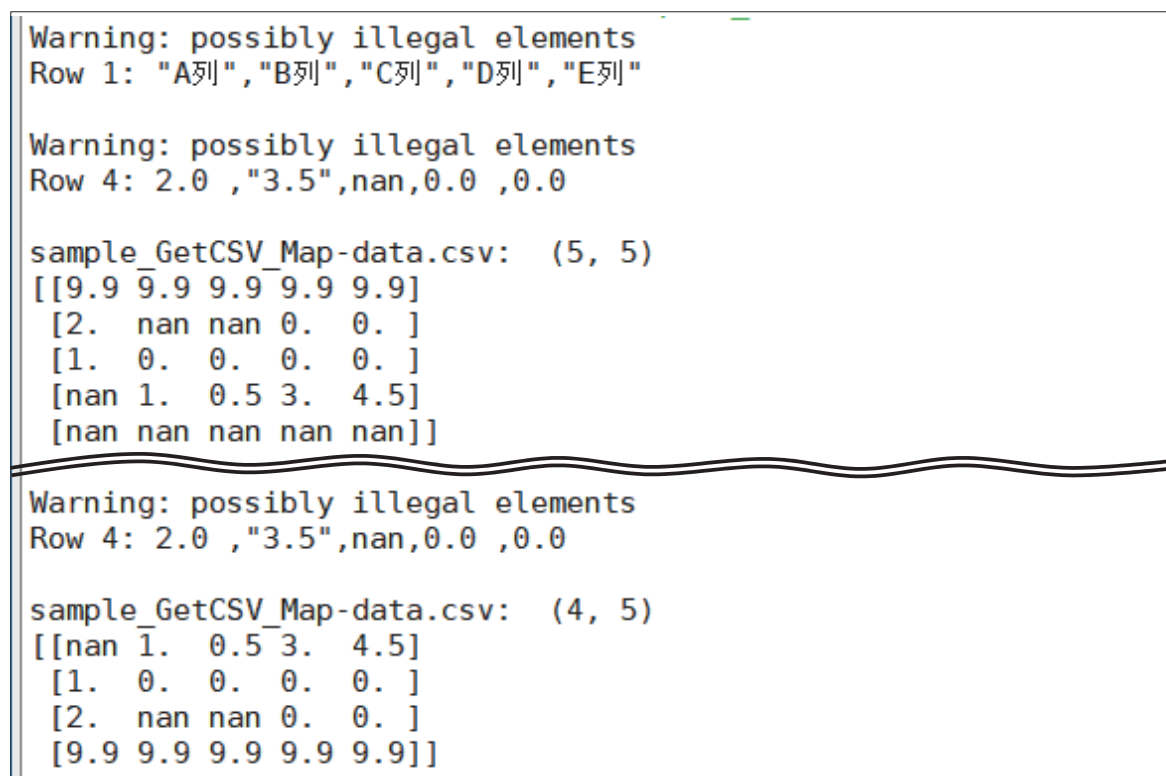 Warning: possibly illegal elements
Row 1: "A列","B列","C列","D列","E列"
Warning: possibly illegal elements
Row 4: 2.0 ,"3.5",nan,0.0 ,0.0
sample_GetCSV_Map-data.csv:  (5, 5)
[[9.9 9.9 9.9 9.9 9.9]
 [2.  nan nan 0.  0. ]
 [1.  0.  0.  0.  0. ]
 [nan 1.  0.5 3.  4.5]
 [nan nan nan nan nan]]
Warning: possibly illegal elements
Row 4: 2.0 ,"3.5",nan,0.0 ,0.0
sample_GetCSV_Map-data.csv:  (4, 5)
[[nan 1.  0.5 3.  4.5]
 [1.  0.  0.  0.  0. ]
 [2.  nan nan 0.  0. ]
 [9.9 9.9 9.9 9.9 9.9]]